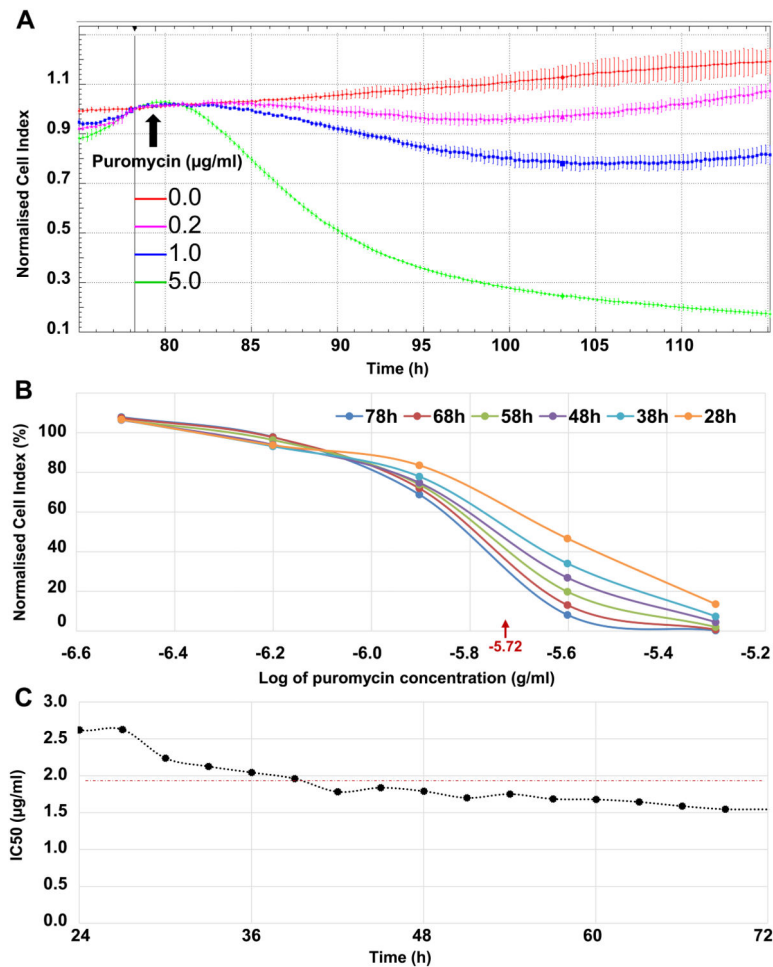 A
Normalised Cell Index
1.1
0.9
0.7
0.5
0.3
0.1
Puromycin (µg/ml)
0.0
0.2
1.0
5.0
80 85 90 95 100 105 110
Time (h)
B
Normalised Cell Index (%)
100
80
60
40
20
0
78h 68h 58h 48h 38h 28h
-5.72
-6.6 -6.4 -6.2 -6.0 -5.8 -5.6 -5.4 -5.2
Log of puromycin concentration (g/ml)
C
IC50 (µg/ml)
3.0
2.5
2.0
1.5
1.0
0.5
0.0
24 36 48 60 72
Time (h)